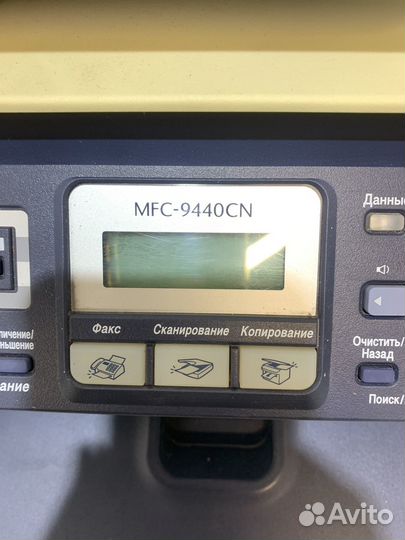 MFC-9440CN
Данные
Факс
Сканирование
Копирование
Очистить/
Назад
Поиск/
Avito